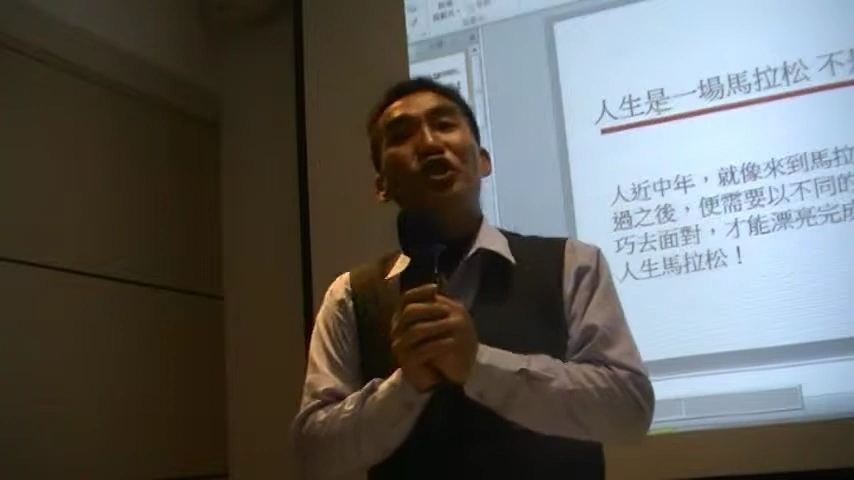 人生是一場馬拉松 不是
人近中年，就像來到馬拉
過之後，便需要以不同的
巧去面對，才能漂亮完成
人生馬拉松！